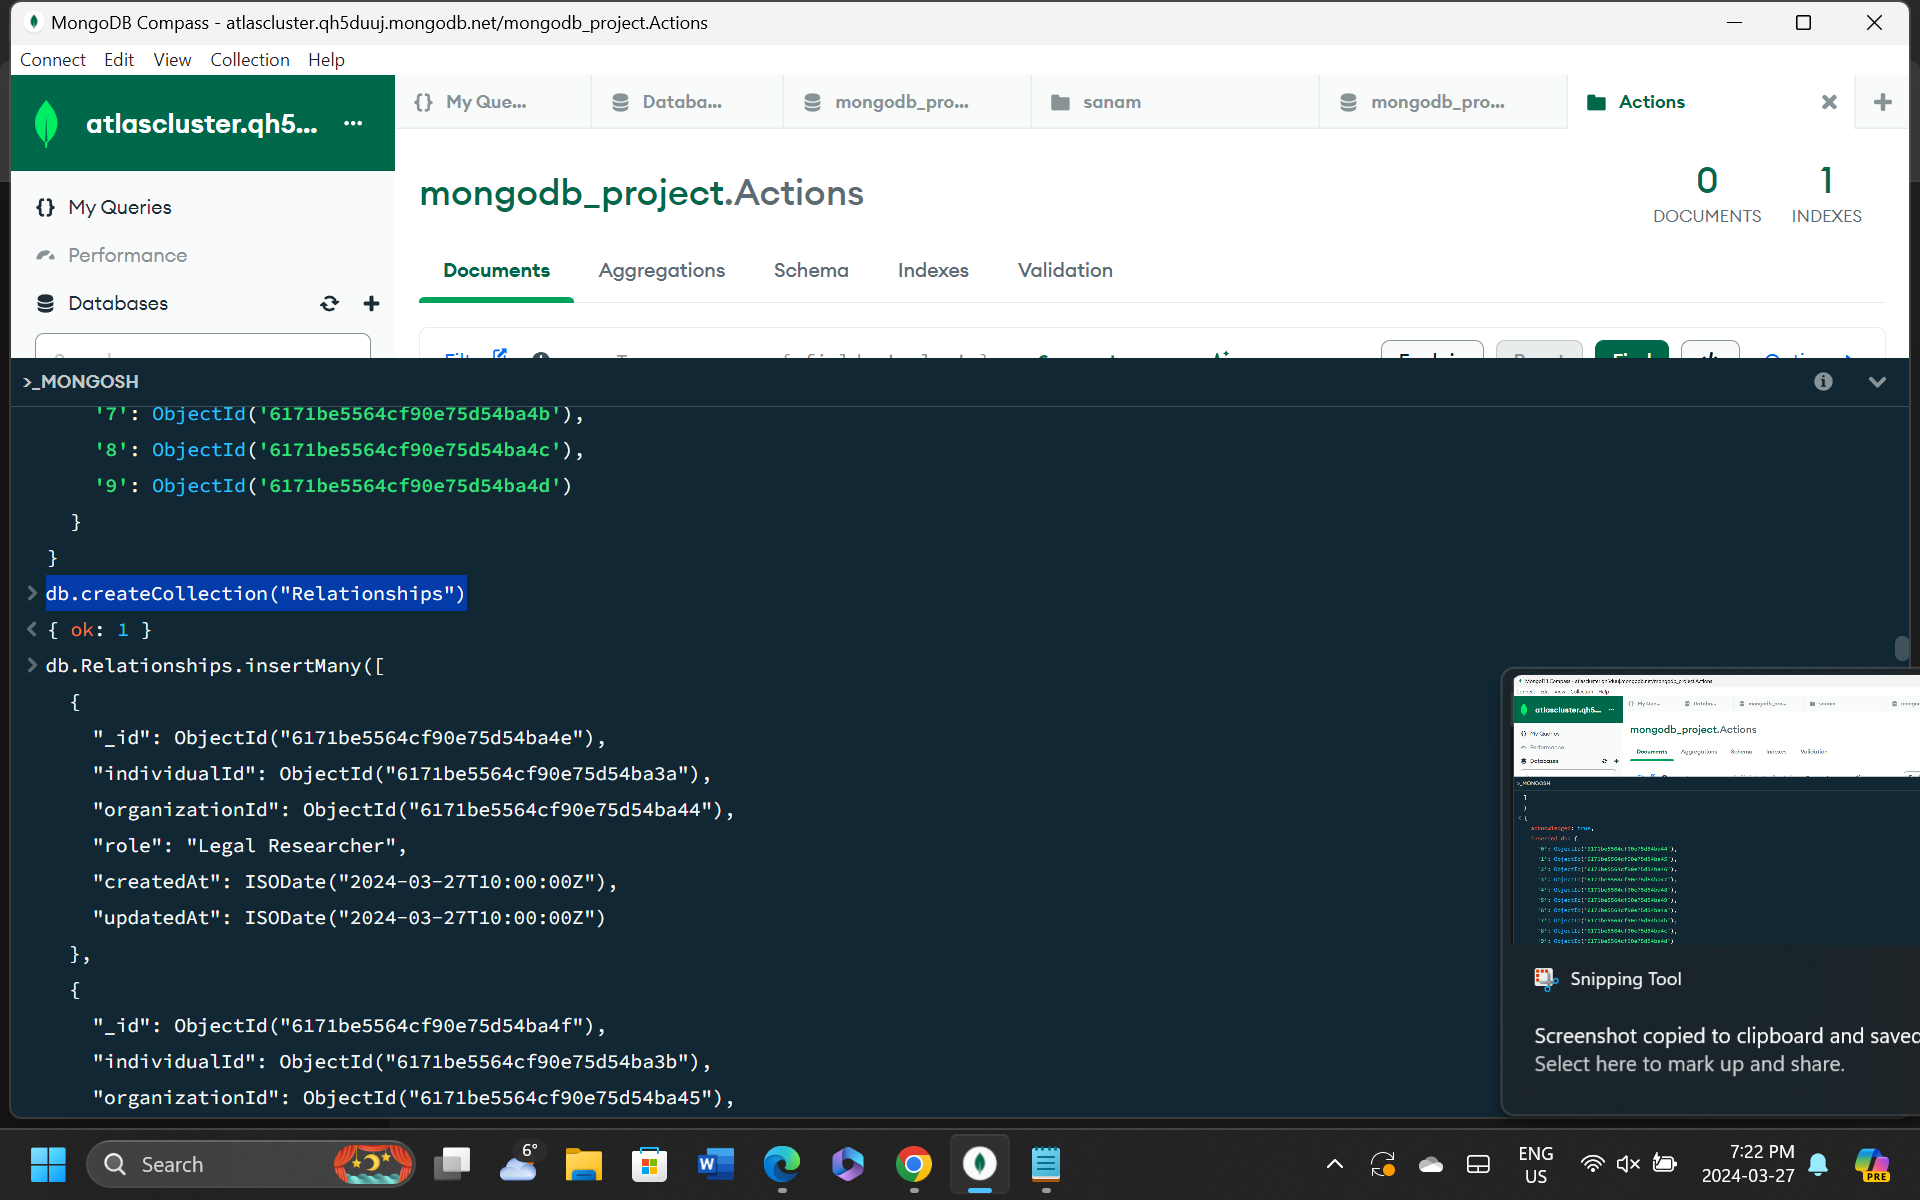 MongoDB Compass - atlascluster.qh5duuj.mongodb.net/mongodb_project.Actions
Connect Edit View Collection Help
atlascluster.qh5... ...
{} My Que...
Databa...
mongodb_pro...
sanam
mongodb_pro...
Actions
mongodb_project.Actions
0
DOCUMENTS
1
INDEXES
{} My Queries
Performance
Databases
Documents Aggregations Schema Indexes Validation
>_MONGOSH
'7': ObjectId('6171be5564cf90e75d54ba4b'),
'8': ObjectId('6171be5564cf90e75d54ba4c'),
'9': ObjectId('6171be5564cf90e75d54ba4d')
}
}
> db.createCollection("Relationships")
< { ok: 1 }
> db.Relationships.insertMany([
{
"_id": ObjectId("6171be5564cf90e75d54ba4e"),
"individualId": ObjectId("6171be5564cf90e75d54ba3a"),
"organizationId": ObjectId("6171be5564cf90e75d54ba44"),
"role": "Legal Researcher",
"createdAt": ISODate("2024-03-27T10:00:00Z"),
"updatedAt": ISODate("2024-03-27T10:00:00Z")
},
{
"_id": ObjectId("6171be5564cf90e75d54ba4f"),
"individualId": ObjectId("6171be5564cf90e75d54ba3b"),
"organizationId": ObjectId("6171be5564cf90e75d54ba45"),
mongodb_project.Actions
Snipping Tool
Screenshot copied to clipboard and saved
Select here to mark up and share.
Search
6°
ENG
US
7:22 PM
2024-03-27
PRE